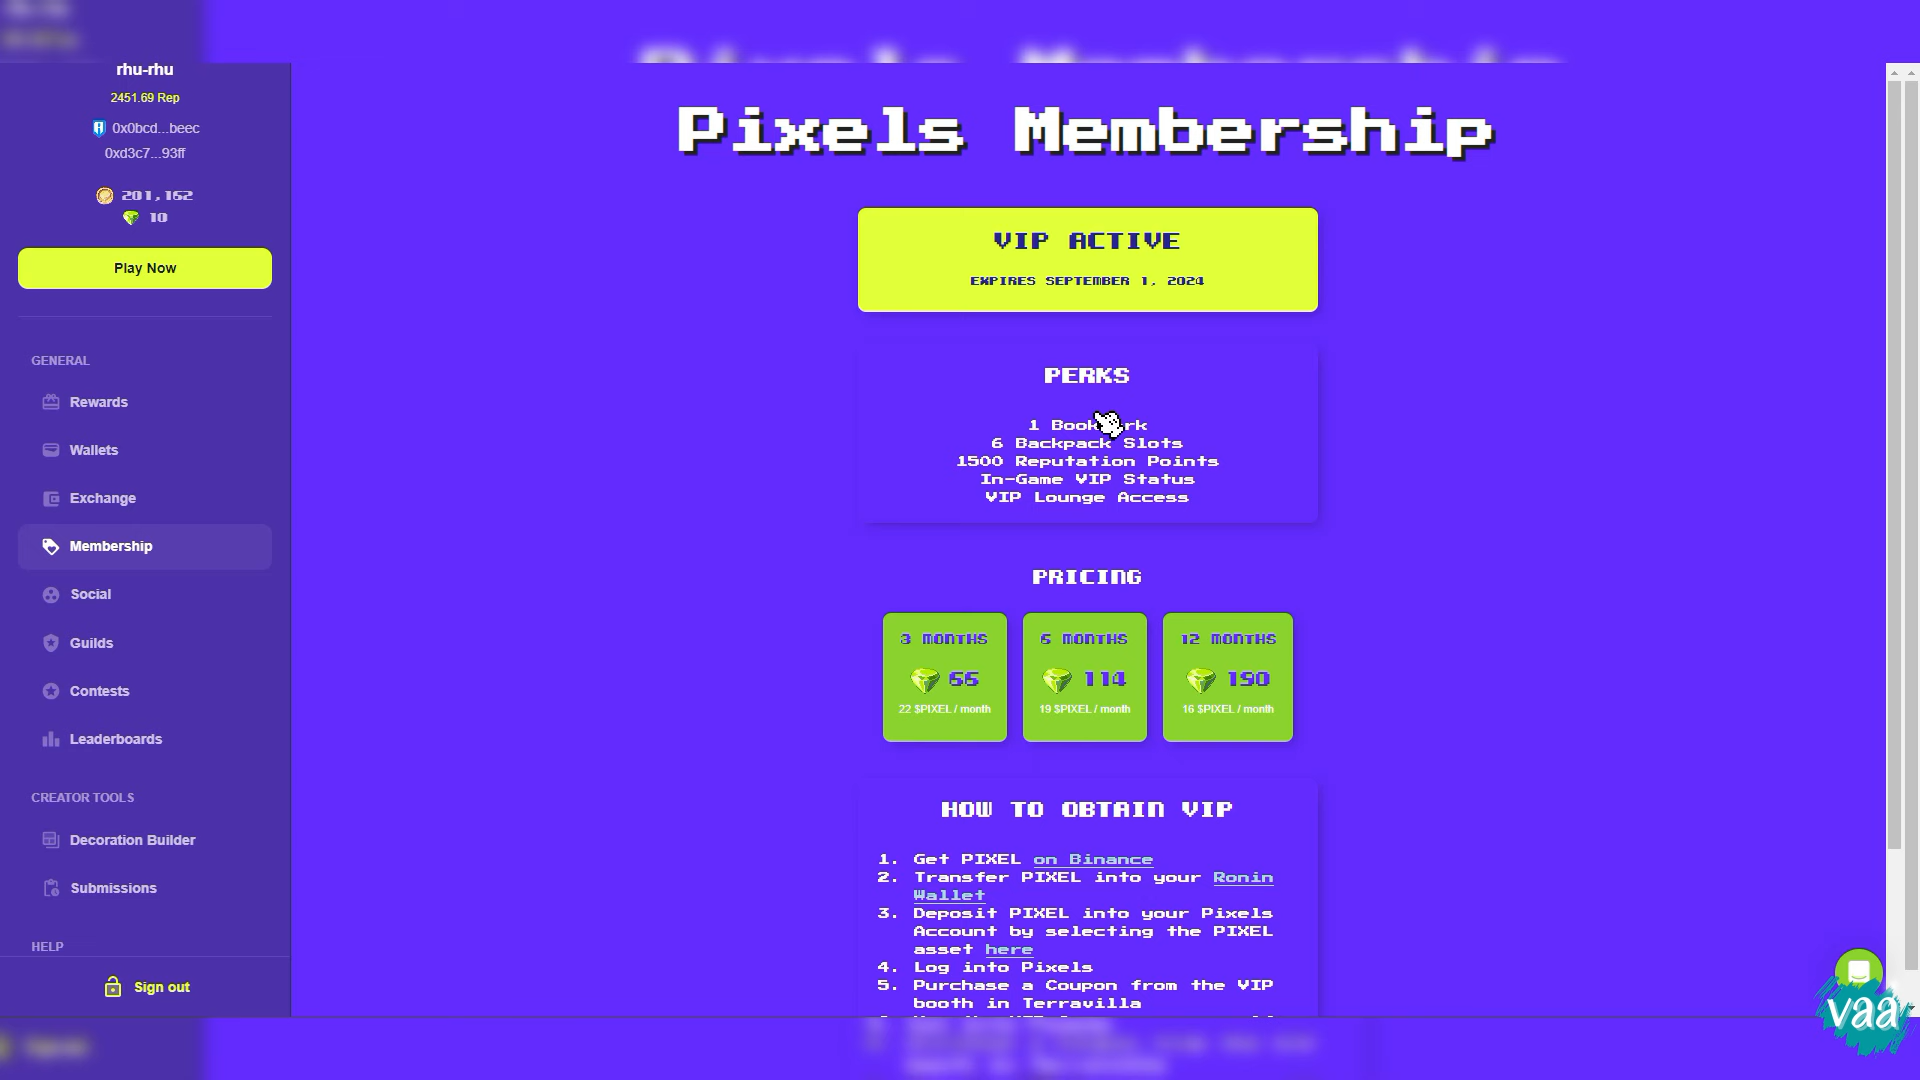 rhu-rhu
2451.69 Rep
0x0bcd...beec
0xd3c7...93ff
201,162
10
Play Now
GENERAL
Rewards
Wallets
Exchange
Membership
Social
Guilds
Contests
Leaderboards
CREATOR TOOLS
Decoration Builder
Submissions
HELP
Sign out
Pixels Membership
VIP ACTIVE
EXPIRES SEPTEMBER 1, 2024
PERKS
1
6 Backpack Slots
1500 Reputation Points
In-Game VIP Status
VIP Lounge Access
PRICING
3 MONTHS
66
22 $PIXEL / month
6 MONTHS
114
19 $PIXEL / month
12 MONTHS
190
16 $PIXEL / month
HOW TO OBTAIN VIP
1. Get PIXEL on Binance
2. Transfer PIXEL into your Ronin
Wallet
3. Deposit PIXEL into your Pixels
Account by selecting the PIXEL
asset here
4. Log into Pixels
5. Purchase a Coupon from the VIP
booth in Terravilla
vaa